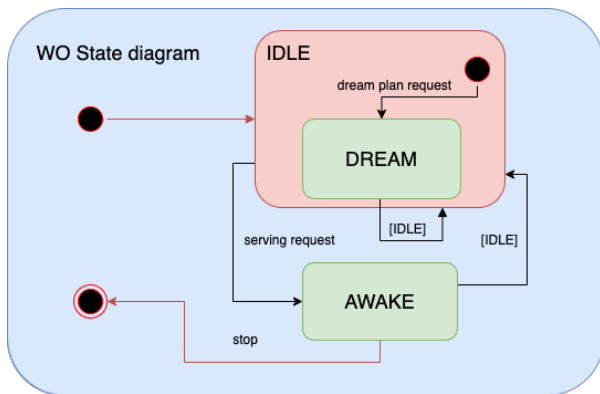 WO State diagram
IDLE
dream plan request
DREAM
[IDLE]
serving request
[IDLE]
AWAKE
stop